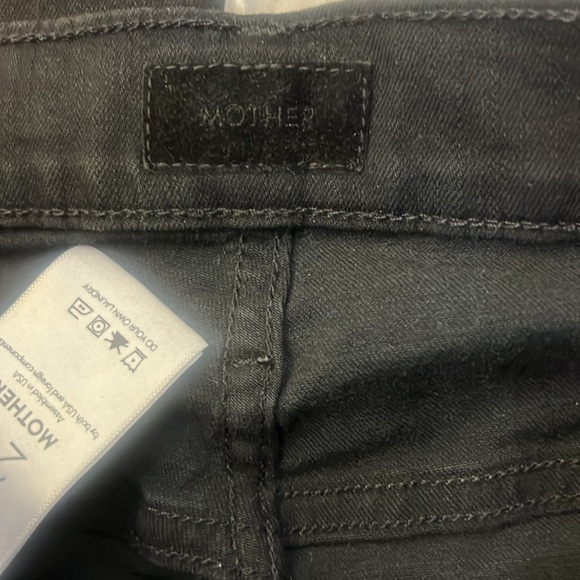 MOTHER
DO YOUR OWN LAUNDRY
by both USA and foreign components
Assembled in USA
MOTHER